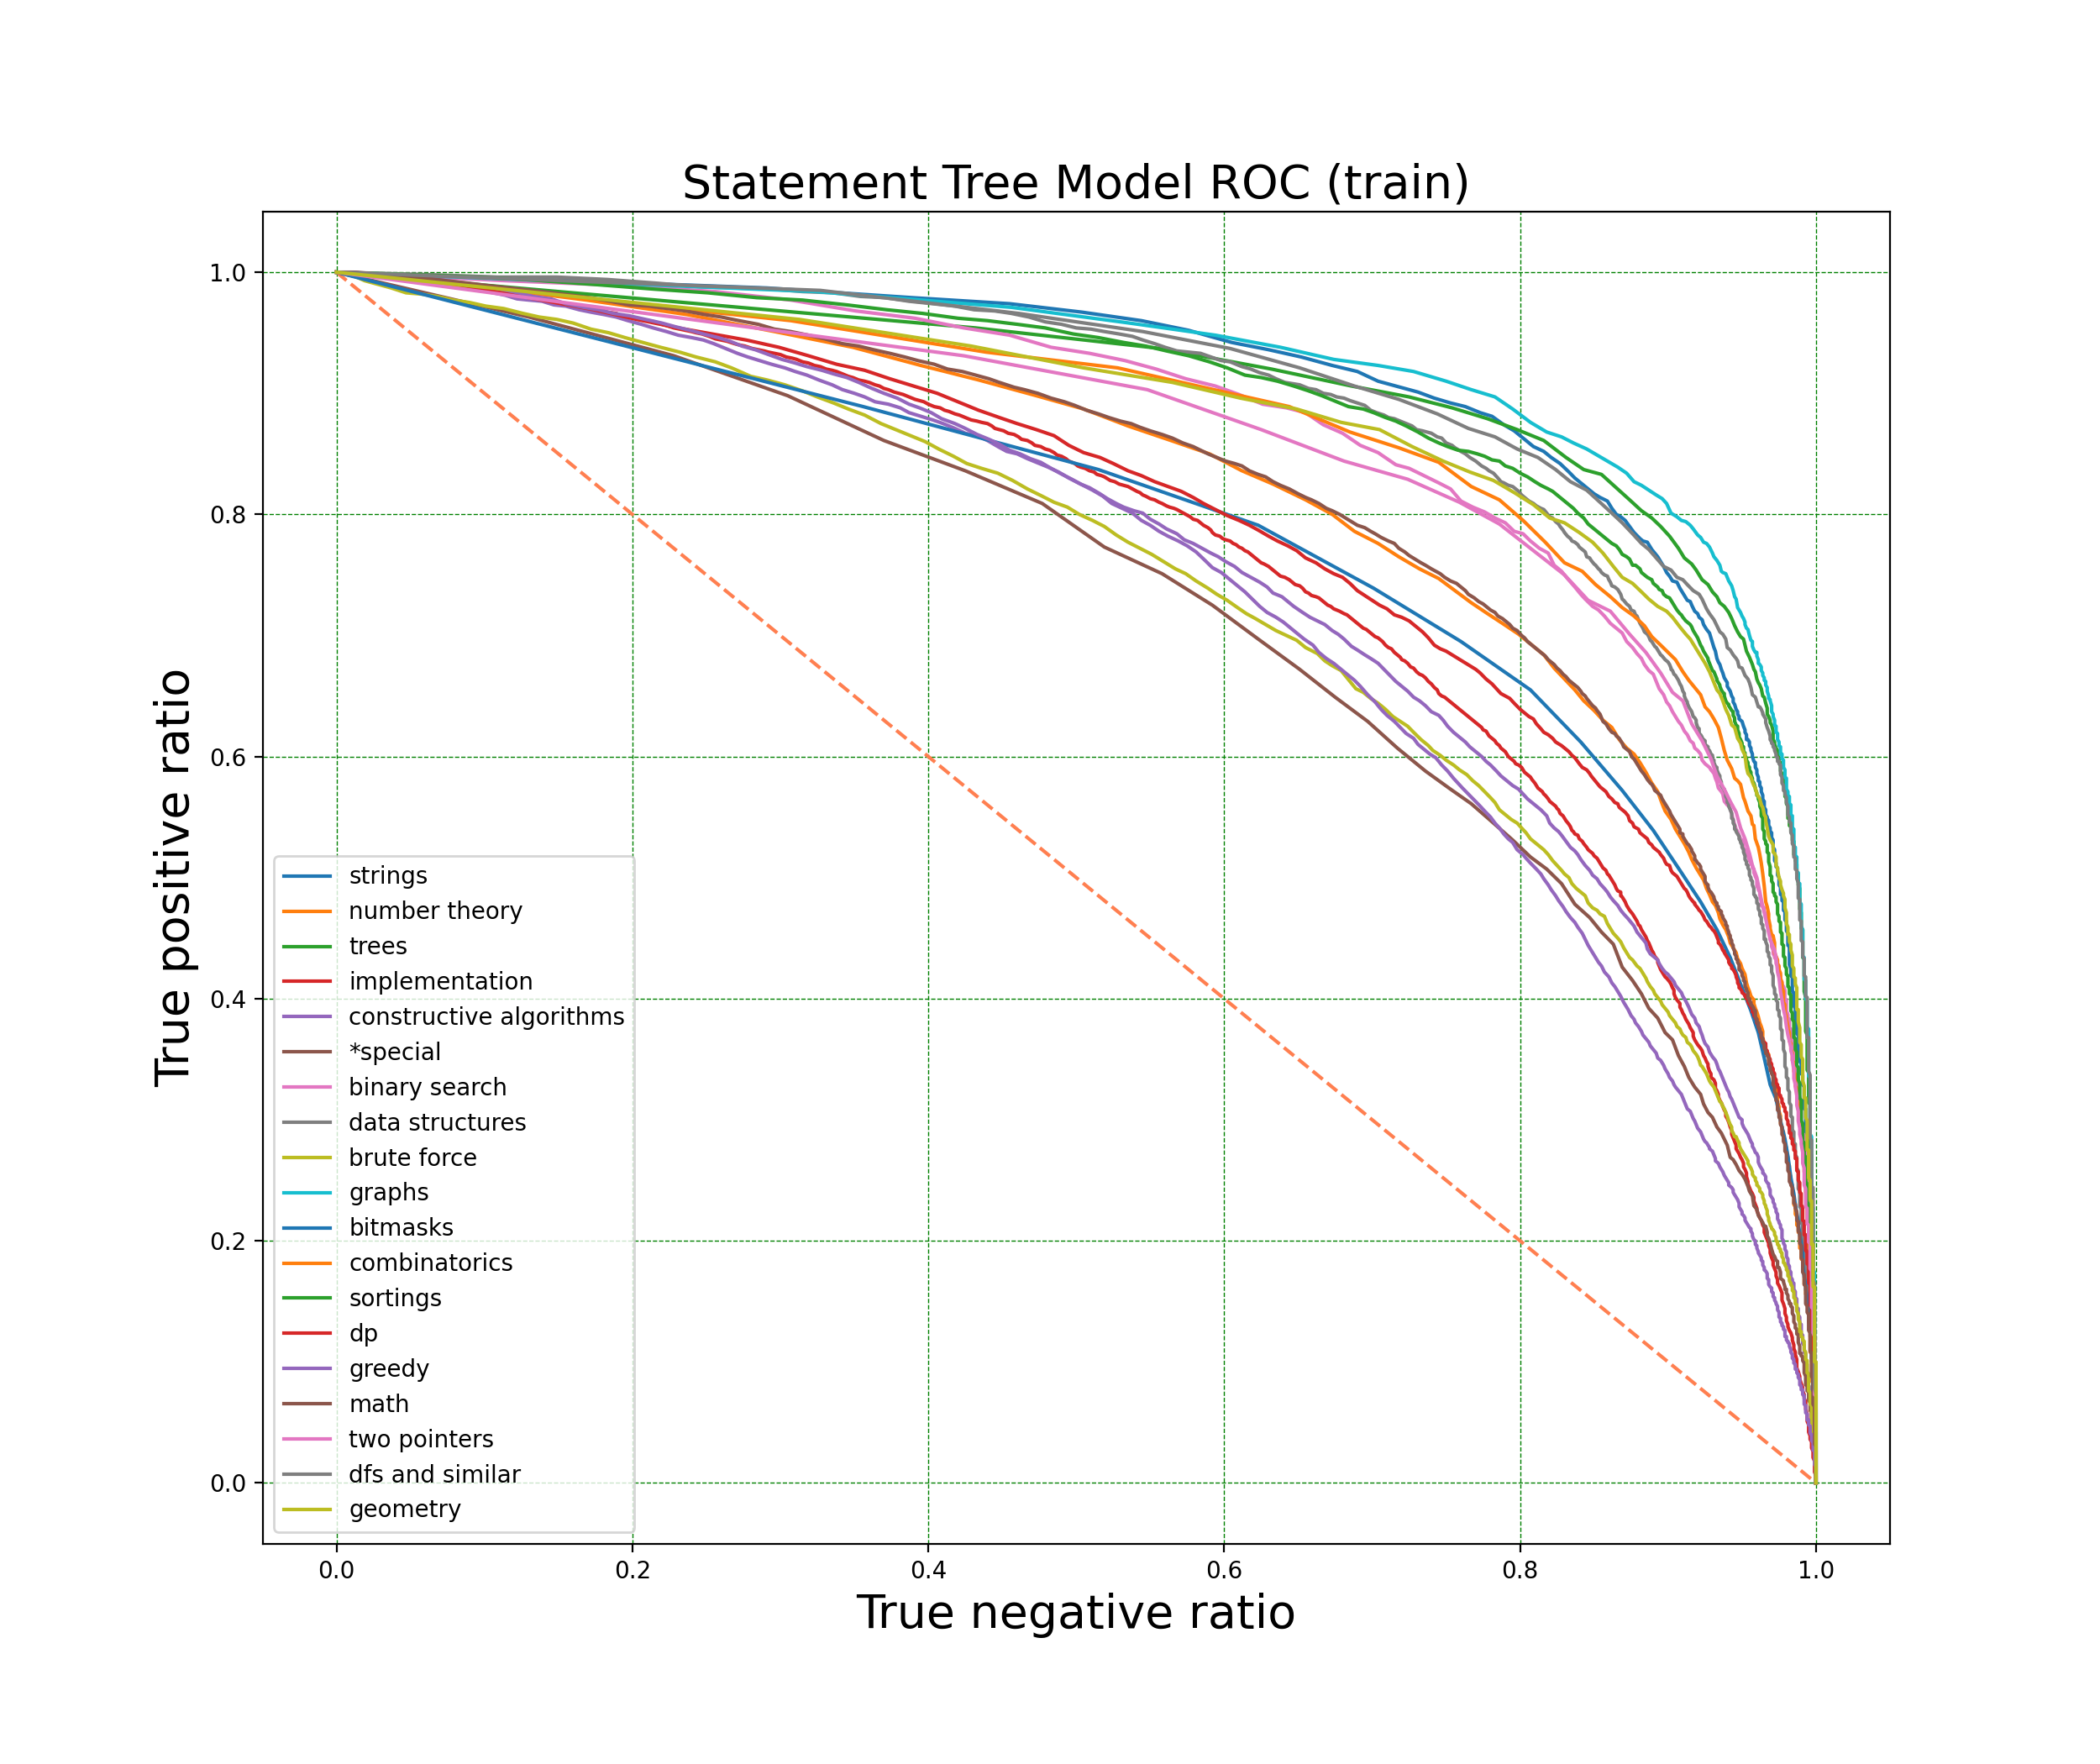 Statement Tree Model ROC (train)
True positive ratio
1.0
0.8
0.6
0.4
0.2
0.0
strings
number theory
trees
implementation
constructive algorithms
*special
binary search
data structures
brute force
graphs
bitmasks
combinatorics
sortings
dp
greedy
math
two pointers
dfs and similar
geometry
0.0 0.2 0.4 0.6 0.8 1.0
True negative ratio